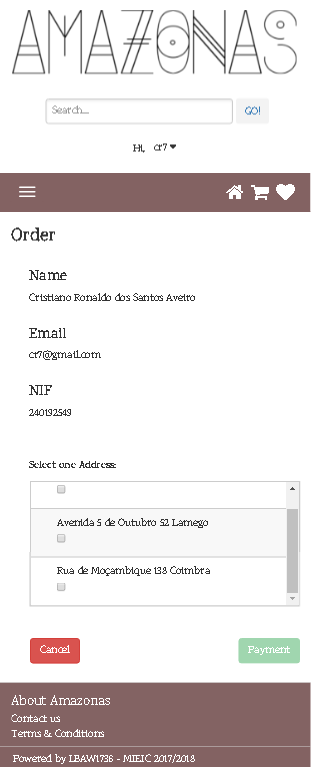 AMAZONAS
Search...
GO!
Hi, cr7
Order
Name
Cristiano Ronaldo dos Santos Aveiro
Email
cr7@gmail.com
NIF
240192549
Select one Address:
Avenida 5 de Outubro 52 Lamego
Rua de Moçambique 138 Coimbra
Cancel
Payment
About Amazonas
Contact us
Terms & Conditions
Powered by LBAW1736 - MIEIC 2017/2018